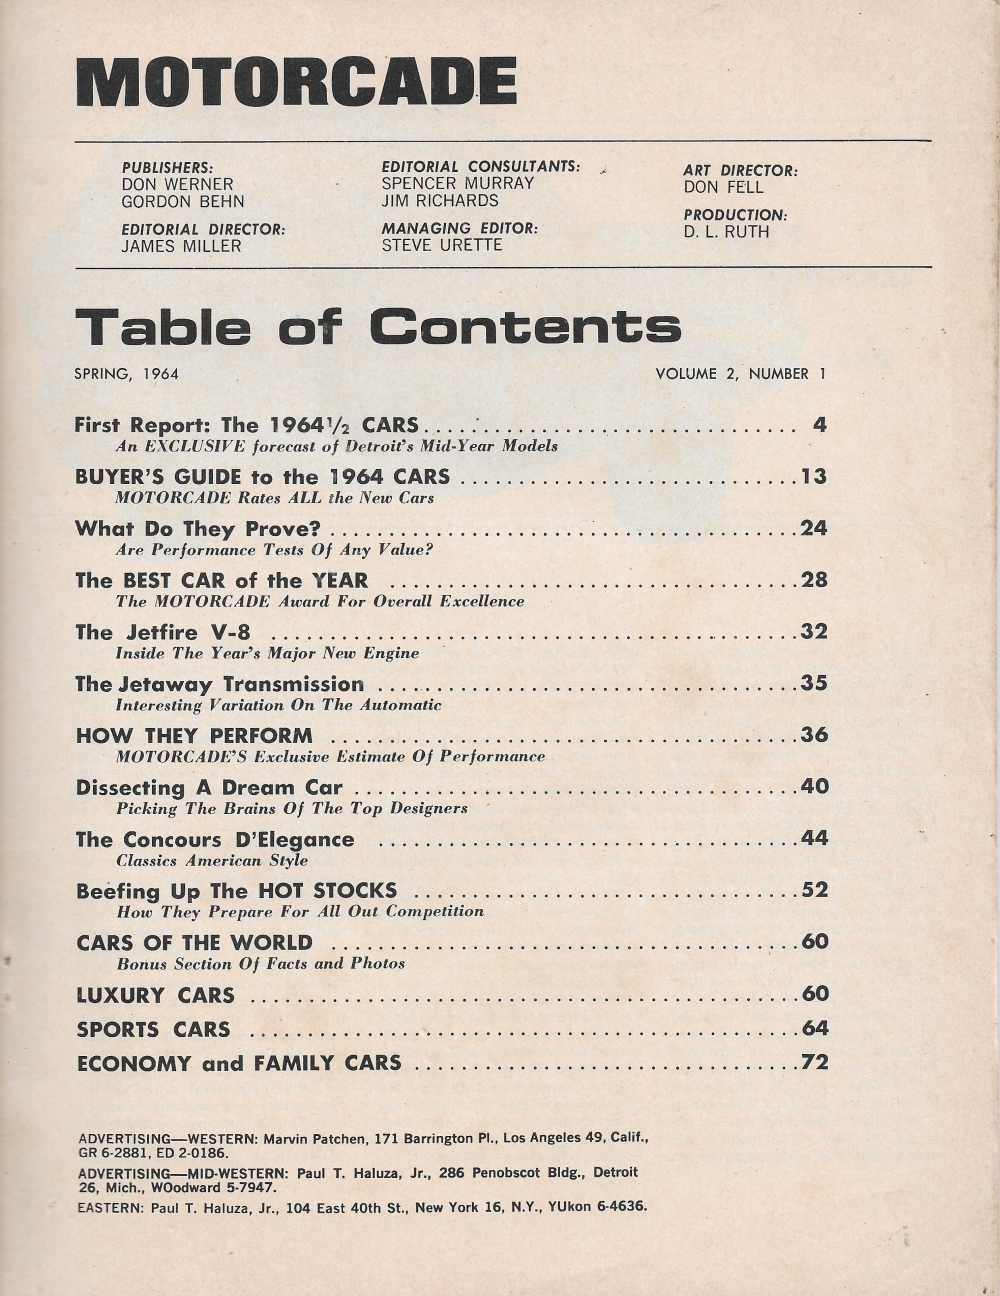 MOTORCADE
PUBLISHERS:
DON WERNER
GORDON BEHN
EDITORIAL DIRECTOR:
JAMES MILLER
EDITORIAL CONSULTANTS:
SPENCER MURRAY
JIM RICHARDS
MANAGING EDITOR:
STEVE URETTE
ART DIRECTOR:
DON FELL
PRODUCTION:
D. L. RUTH
Table of Contents
SPRING, 1964 VOLUME 2, NUMBER 1
First Report: The 1964½ CARS................................ 4
An EXCLUSIVE forecast of Detroit's Mid-Year Models
BUYER'S GUIDE to the 1964 CARS .............................13
MOTORCADE Rates ALL the New Cars
What Do They Prove? ........................................24
Are Performance Tests Of Any Value?
The BEST CAR of the YEAR ...................................28
The MOTORCADE Award For Overall Excellence
The Jetfire V-8 .............................................32
Inside The Year's Major New Engine
The Jetaway Transmission ....................................35
Interesting Variation On The Automatic
HOW THEY PERFORM ........................................36
MOTORCADE'S Exclusive Estimate Of Performance
Dissecting A Dream Car ......................................40
Picking The Brains Of The Top Designers
The Concours D'Elegance ....................................44
Classics American Style
Beefing Up The HOT STOCKS .................................52
How They Prepare For All Out Competition
CARS OF THE WORLD ........................................60
Bonus Section Of Facts and Photos
LUXURY CARS ...............................................60
SPORTS CARS ...............................................64
ECONOMY and FAMILY CARS .................................72
ADVERTISING—WESTERN: Marvin Patchen, 171 Barrington Pl., Los Angeles 49, Calif.,
GR 6-2881, ED 2-0186.
ADVERTISING—MID-WESTERN: Paul T. Haluza, Jr., 286 Penobscot Bldg., Detroit
26, Mich., WOodward 5-7947.
EASTERN: Paul T. Haluza, Jr., 104 East 40th St., New York 16, N.Y., YUkon 6-4636.